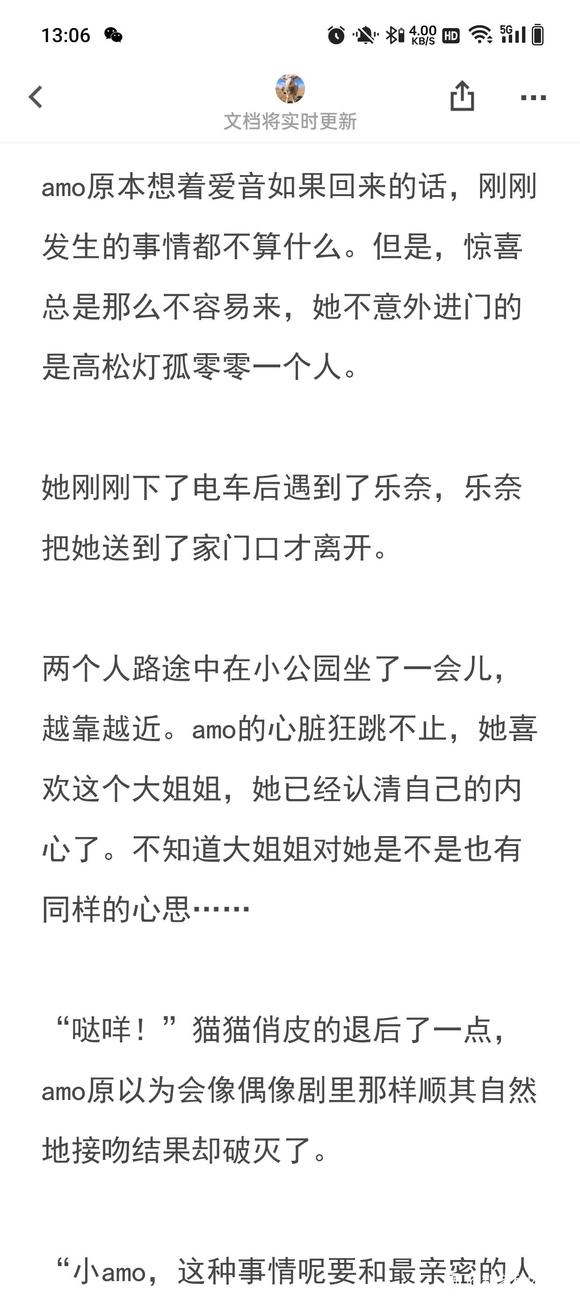 13:06
4.00
KB/S
HD
5G
文档将实时更新
amo原本想着爱音如果回来的话，刚刚
发生的事情都不算什么。但是，惊喜
总是那么不容易来，她不意外进门的
是高松灯孤零零一个人。
她刚刚下了电车后遇到了乐奈，乐奈
把她送到了家门口才离开。
两个人路途中在小公园坐了一会儿，
越靠越近。amo的心脏狂跳不止，她喜
欢这个大姐姐，她已经认清自己的内
心了。不知道大姐姐对她是不是也有
同样的心思……
“哒咩！”猫猫俏皮的退后了一点，
amo原以为会像偶像剧里那样顺其自然
地接吻结果却破灭了。
“小amo，这种事情呢要和最亲密的人